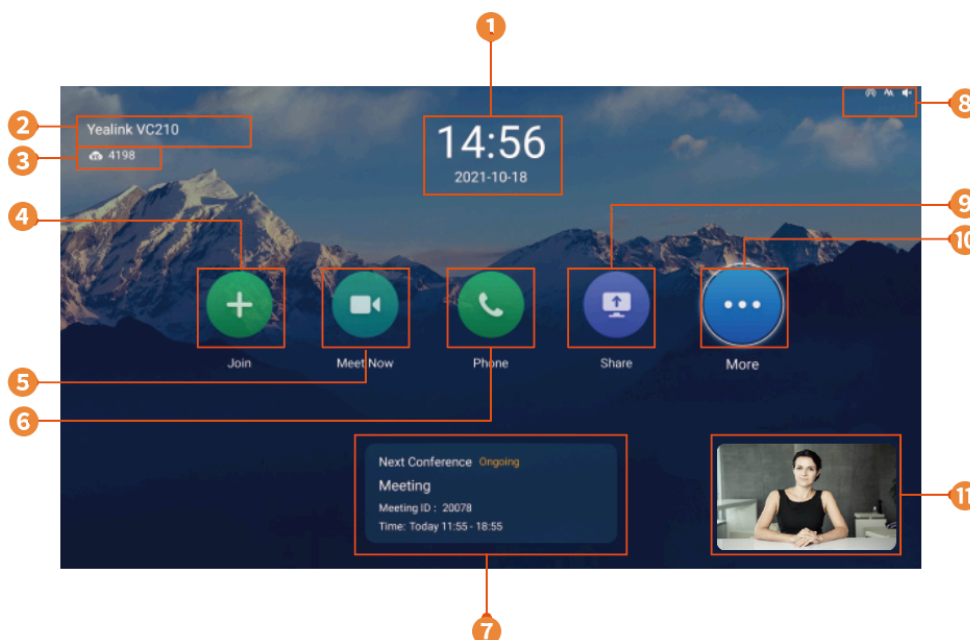 1
8
2
Yealink VC210
14:56
3
4198
2021-10-18
4
9
10
Join
Meet Now
Phone
Share
More
5
6
Next Conference Ongoing
Meeting
Meeting ID : 20078
Time: Today 11:55 - 18:55
11
7